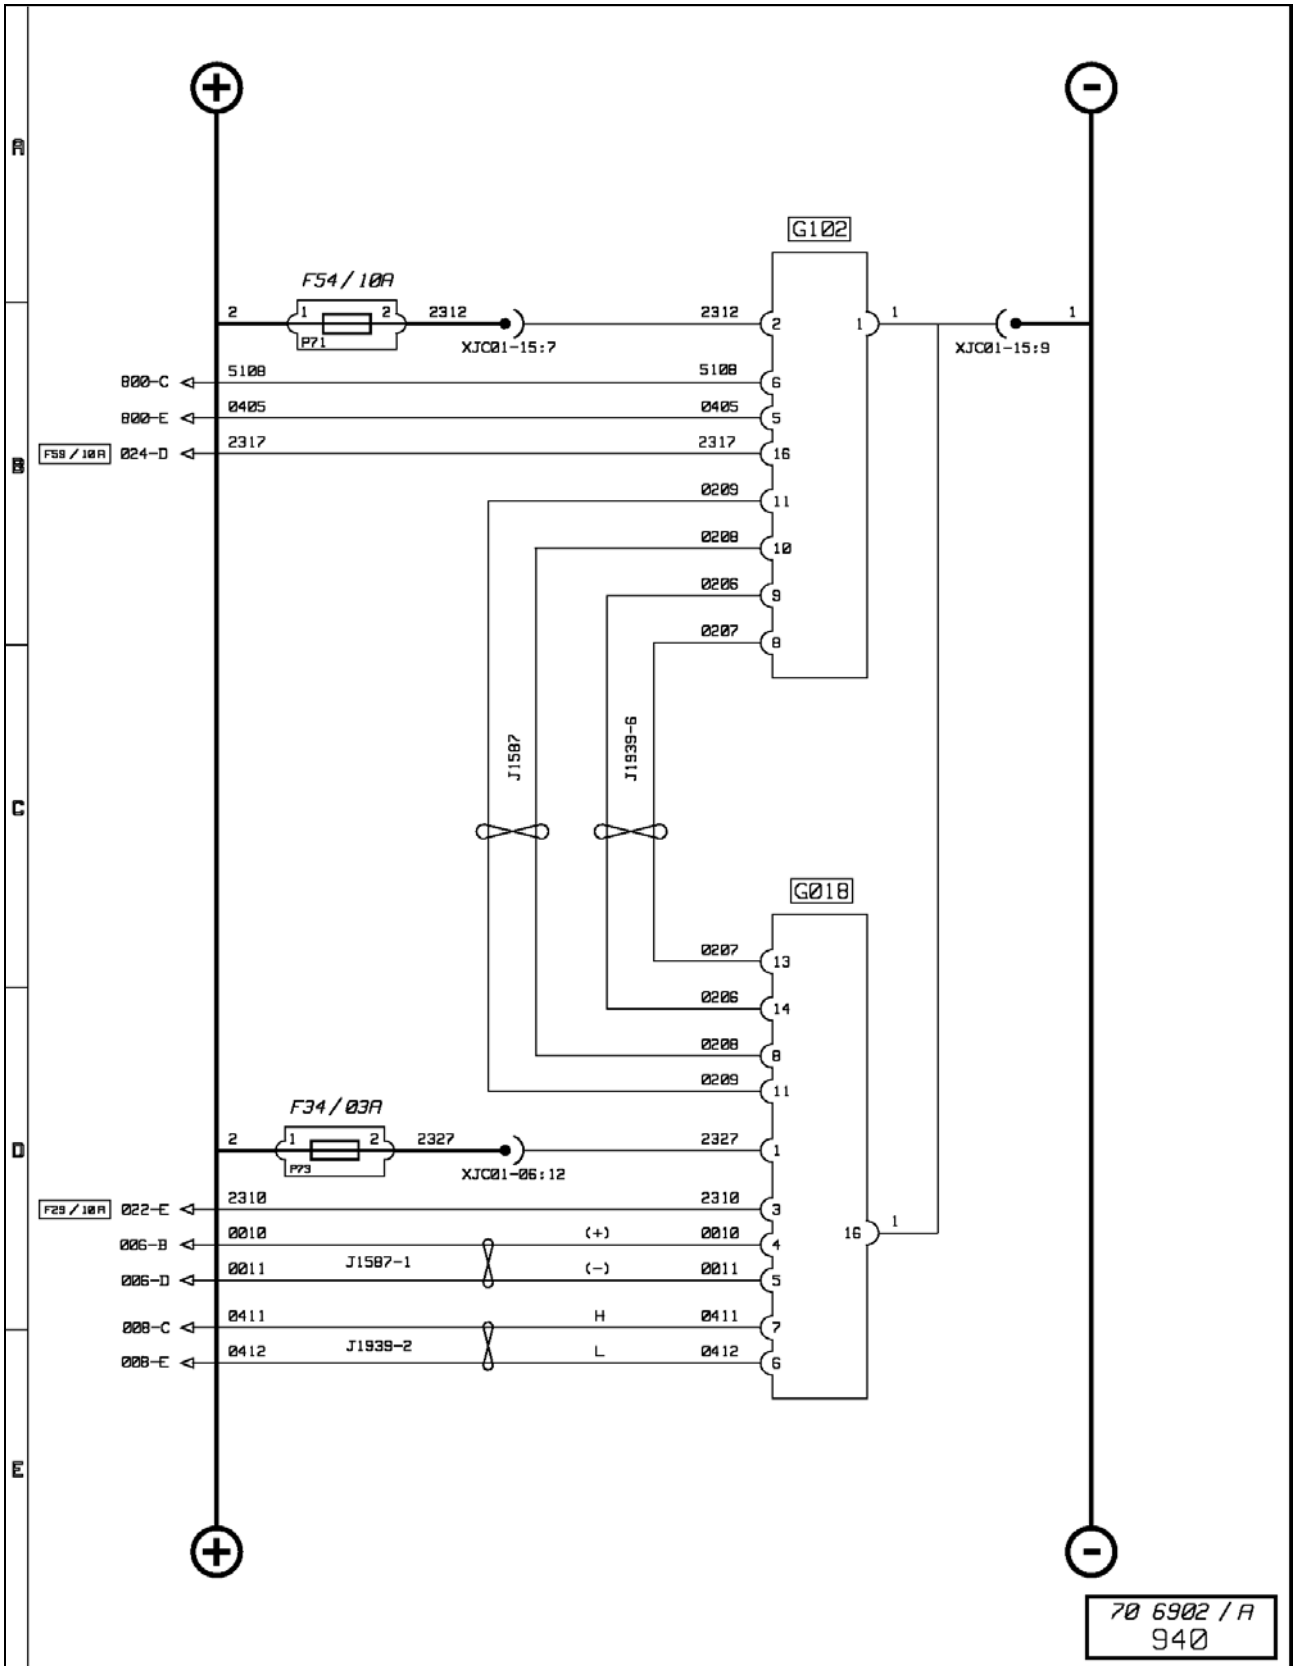 A
G102
F54 / 10A
2 1 2 2312 2312 2 1 1 1
P71
XJC01-15:7 XJC01-15:9
800-C 5108 5108 6
800-E 0405 0405 5
F59 / 10A 024-D 2317 2317 16
B
0209 11
0208 10
0206 9
0207 8
J1587 J1939-6
C
G018
0207 13
0206 14
0208 8
0209 11
F34 / 03A
D
2 1 2 2327 2327 1
P73
XJC01-06:12
F29 / 10A 022-E 2310 2310 3
16 1
006-B 0010 (+) 0010 4
J1587-1
006-D 0011 (-) 0011 5
008-C 0411 H 0411 7
J1939-2
008-E 0412 L 0412 6
E
70 6902 / A
940